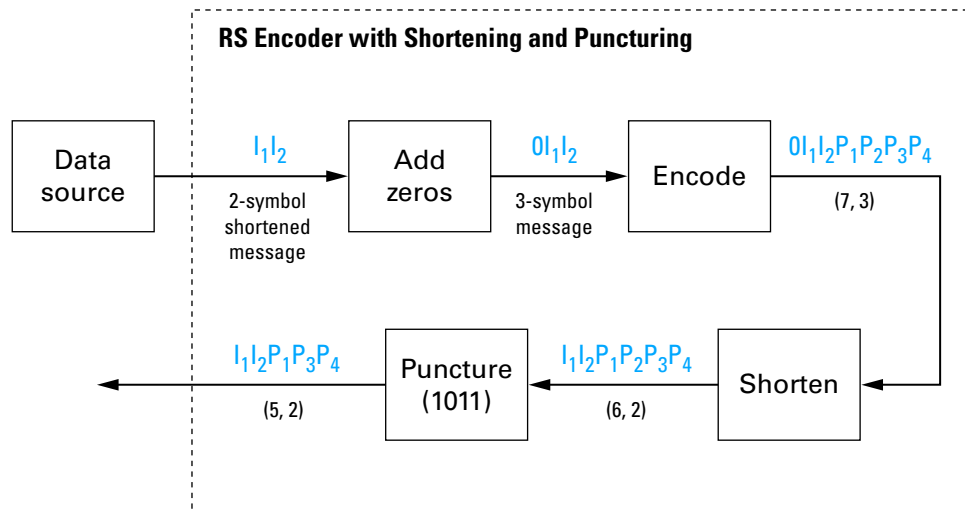 RS Encoder with Shortening and Puncturing
Data
source
I₁I₂
2-symbol
shortened
message
Add
zeros
0I₁I₂
3-symbol
message
Encode
0I₁I₂P₁P₂P₃P₄
(7, 3)
Shorten
I₁I₂P₁P₂P₃P₄
(6, 2)
Puncture
(1011)
I₁I₂P₁P₃P₄
(5, 2)